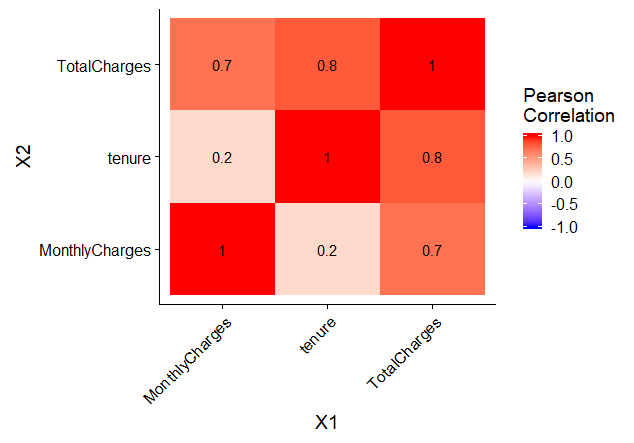 TotalCharges 0.7 0.8 1
tenure 0.2 1 0.8
MonthlyCharges 1 0.2 0.7
X2
MonthlyCharges tenure TotalCharges
X1
Pearson
Correlation
1.0
0.5
0.0
-0.5
-1.0